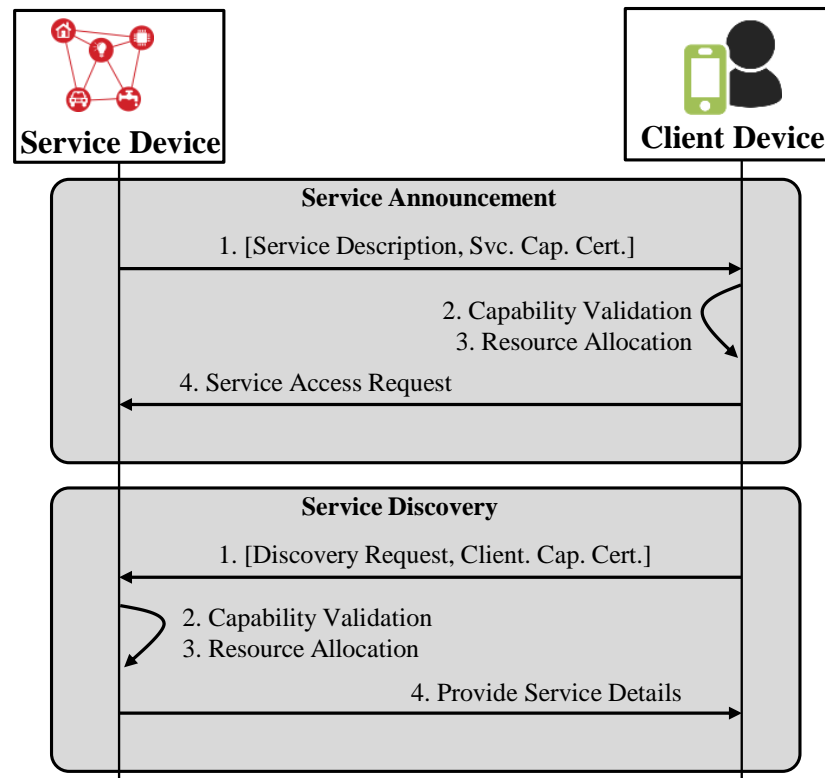 Service Device
Client Device
Service Announcement
1. [Service Description, Svc. Cap. Cert.]
2. Capability Validation
3. Resource Allocation
4. Service Access Request
Service Discovery
1. [Discovery Request, Client. Cap. Cert.]
2. Capability Validation
3. Resource Allocation
4. Provide Service Details